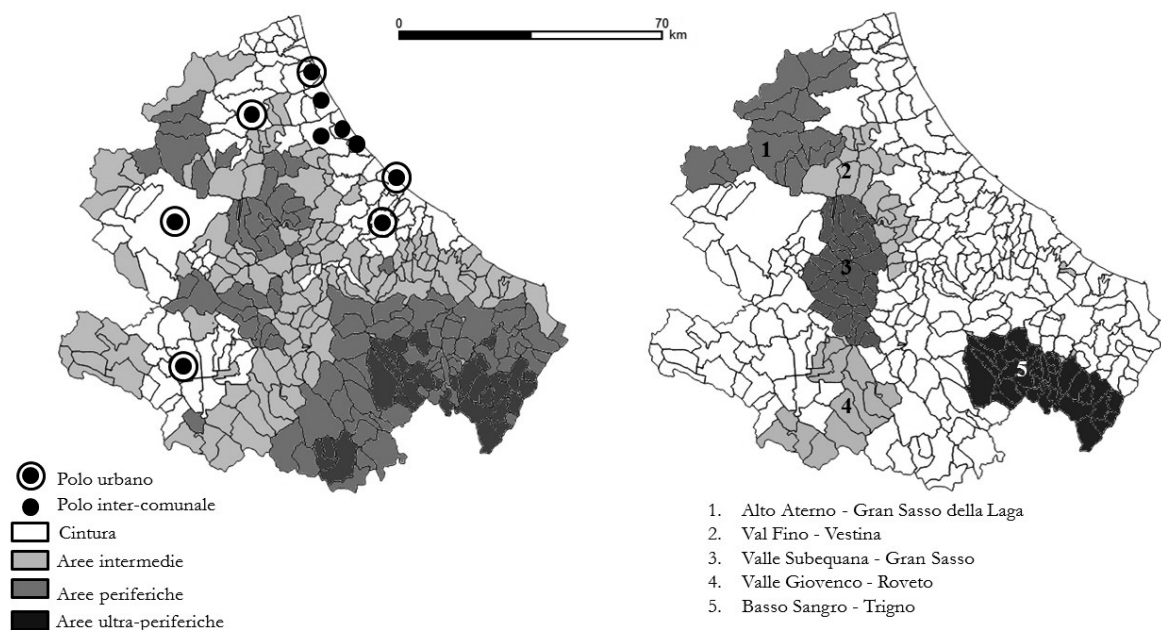 0 70
km
1
2
3
4
5
Polo urbano
Polo inter-comunale
Cintura
Aree intermedie
Aree periferiche
Aree ultra-periferiche
1. Alto Aterno - Gran Sasso della Laga
2. Val Fino - Vestina
3. Valle Subequana - Gran Sasso
4. Valle Giovenco - Roveto
5. Basso Sangro - Trigno